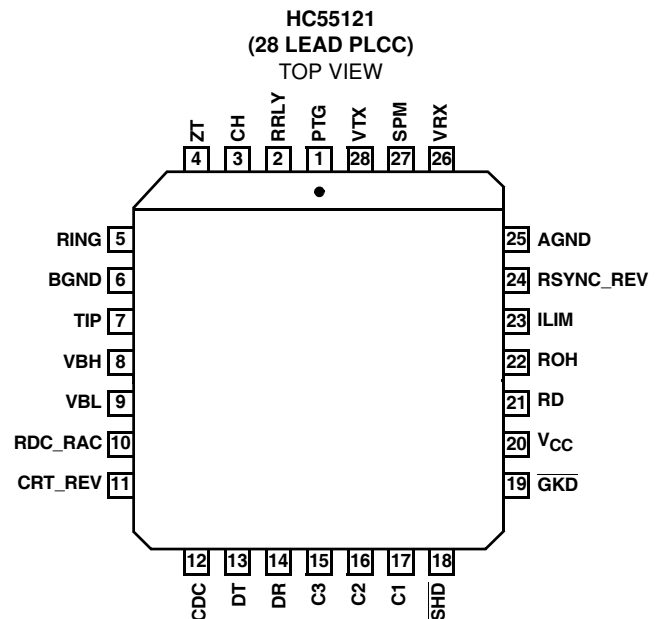 HC55121
(28 LEAD PLCC)
TOP VIEW
ZT
CH
RRLY
PTG
VTX
SPM
VRX
4
3
2
1
28
27
26
RING 5
BGND 6
TIP 7
VBH 8
VBL 9
RDC_RAC 10
CRT_REV 11
25 AGND
24 RSYNC_REV
23 ILIM
22 ROH
21 RD
20 VCC
19 GKD
12
13
14
15
16
17
18
CDC
DT
DR
C3
C2
C1
SHD